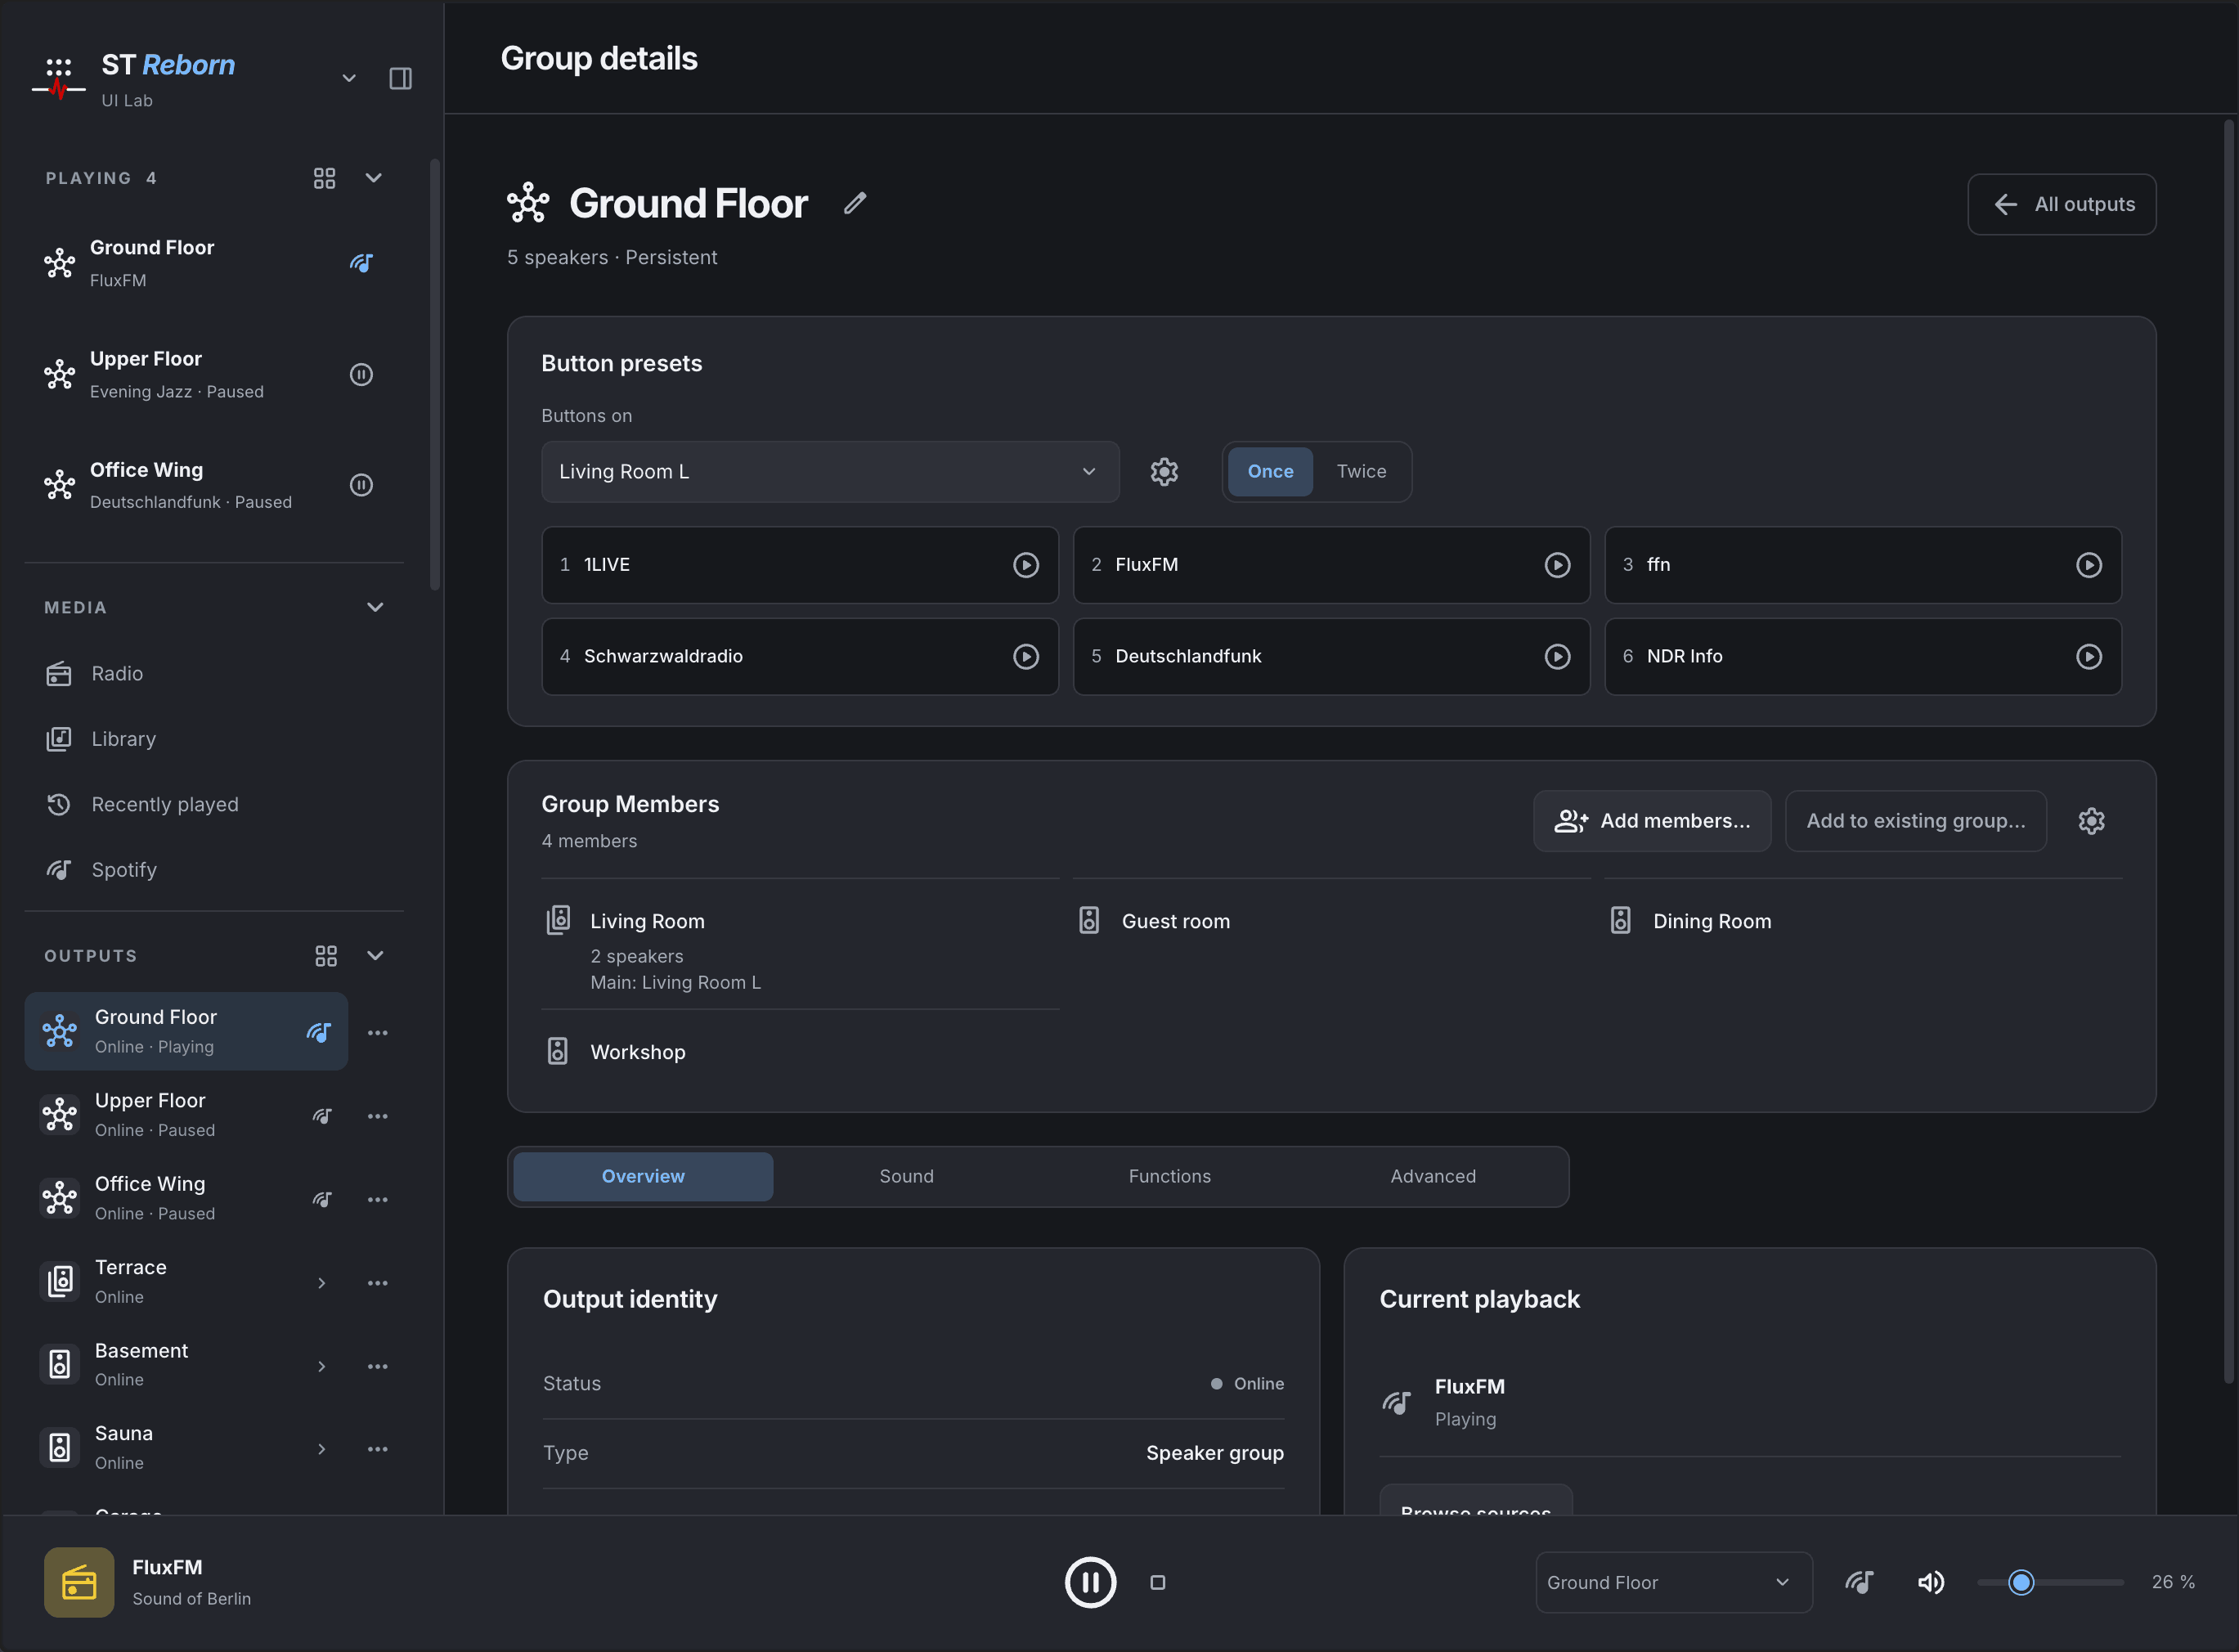 ST Reborn
UI Lab
PLAYING 4
Ground Floor
FluxFM
Upper Floor
Evening Jazz · Paused
Office Wing
Deutschlandfunk · Paused
MEDIA
Radio
Library
Recently played
Spotify
OUTPUTS
Ground Floor
Online · Playing
Upper Floor
Online · Paused
Office Wing
Online · Paused
Terrace
Online
Basement
Online
Sauna
Online
Group details
Ground Floor
All outputs
5 speakers · Persistent
Button presets
Buttons on
Living Room L
Once
Twice
1 1LIVE
2 FluxFM
3 ffn
4 Schwarzwaldradio
5 Deutschlandfunk
6 NDR Info
Group Members
4 members
Add members...
Add to existing group...
Living Room
2 speakers
Main: Living Room L
Guest room
Dining Room
Workshop
Overview
Sound
Functions
Advanced
Output identity
Status
Online
Type
Speaker group
Current playback
FluxFM
Playing
Browse sources
FluxFM
Sound of Berlin
Ground Floor
26 %